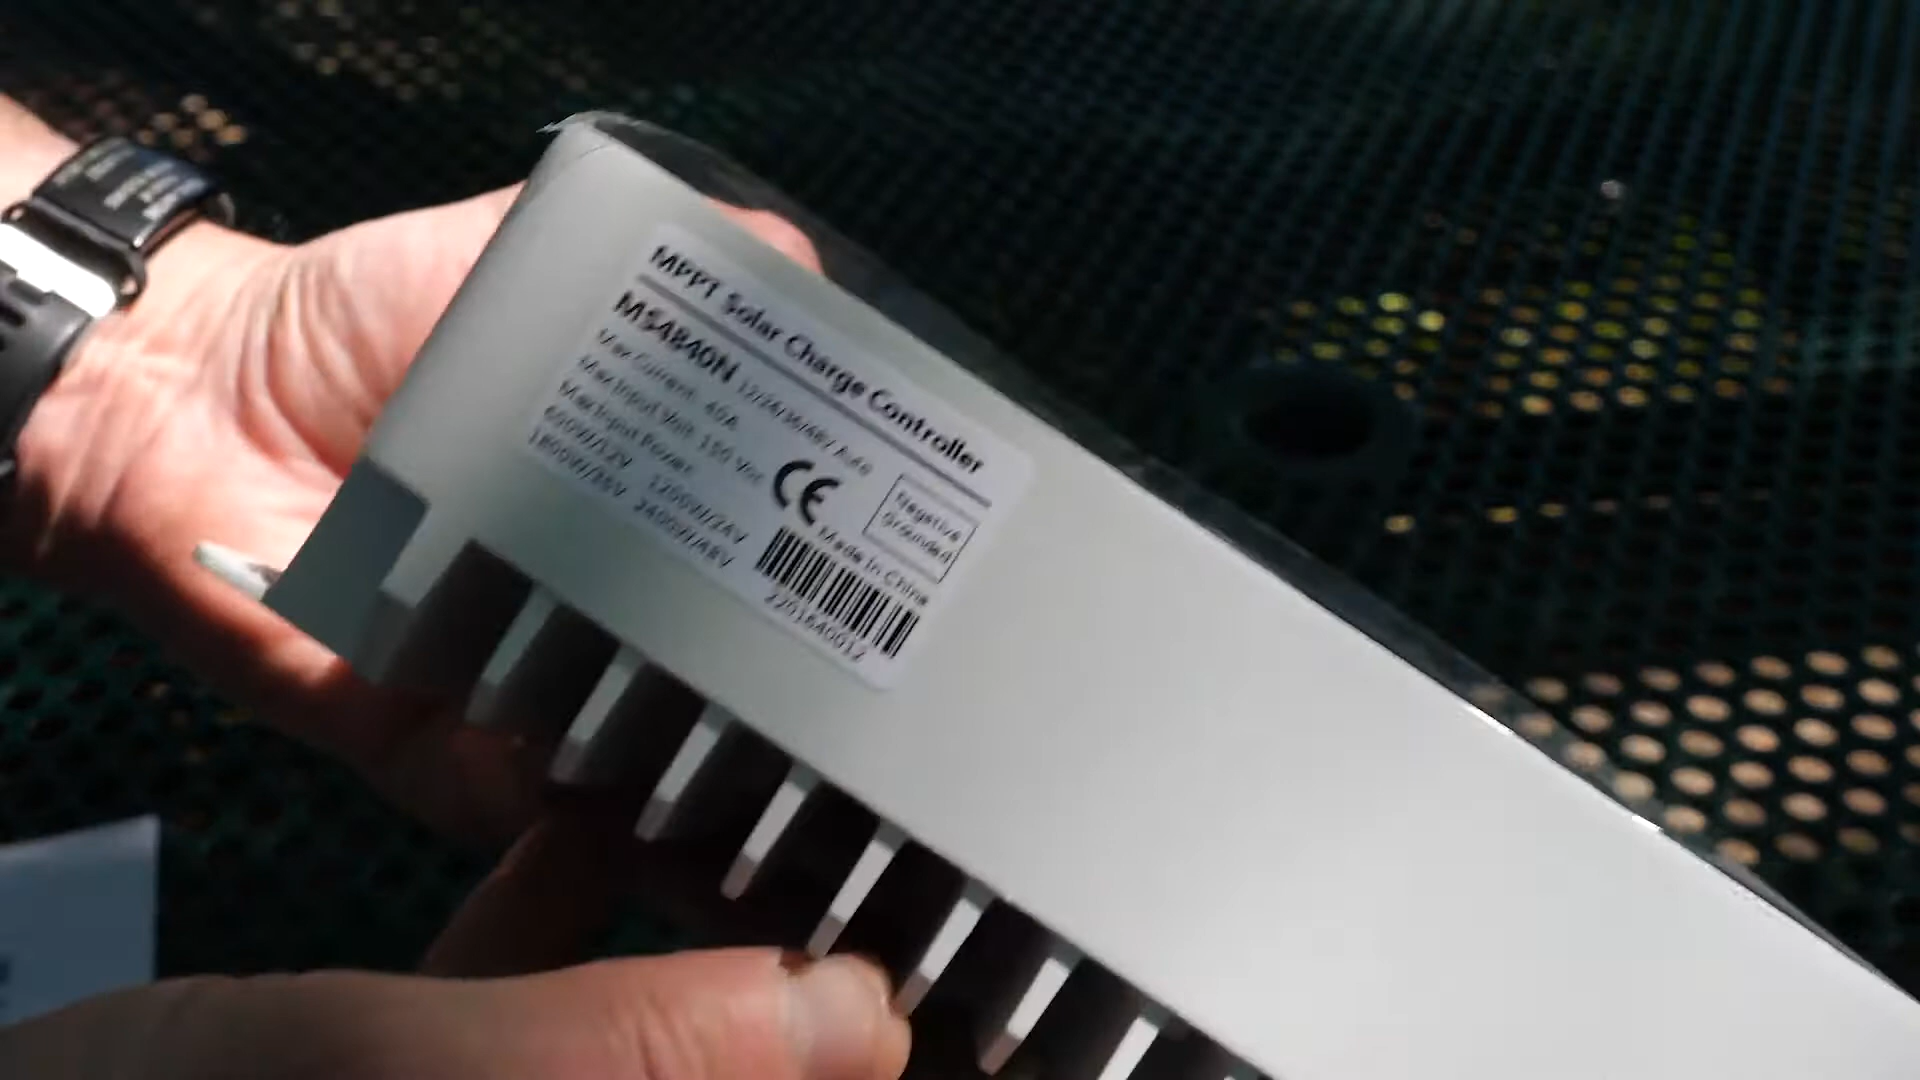 MPPT Solar Charge Controller
MS4840N 12/24/36/48V Auto
Max Current 40A
Max Input Volt 150 Voc
Max Input Power
600W/12V 1200W/24V
1800W/36V 2400W/48V
CE
Negative
Grounded
Made In China